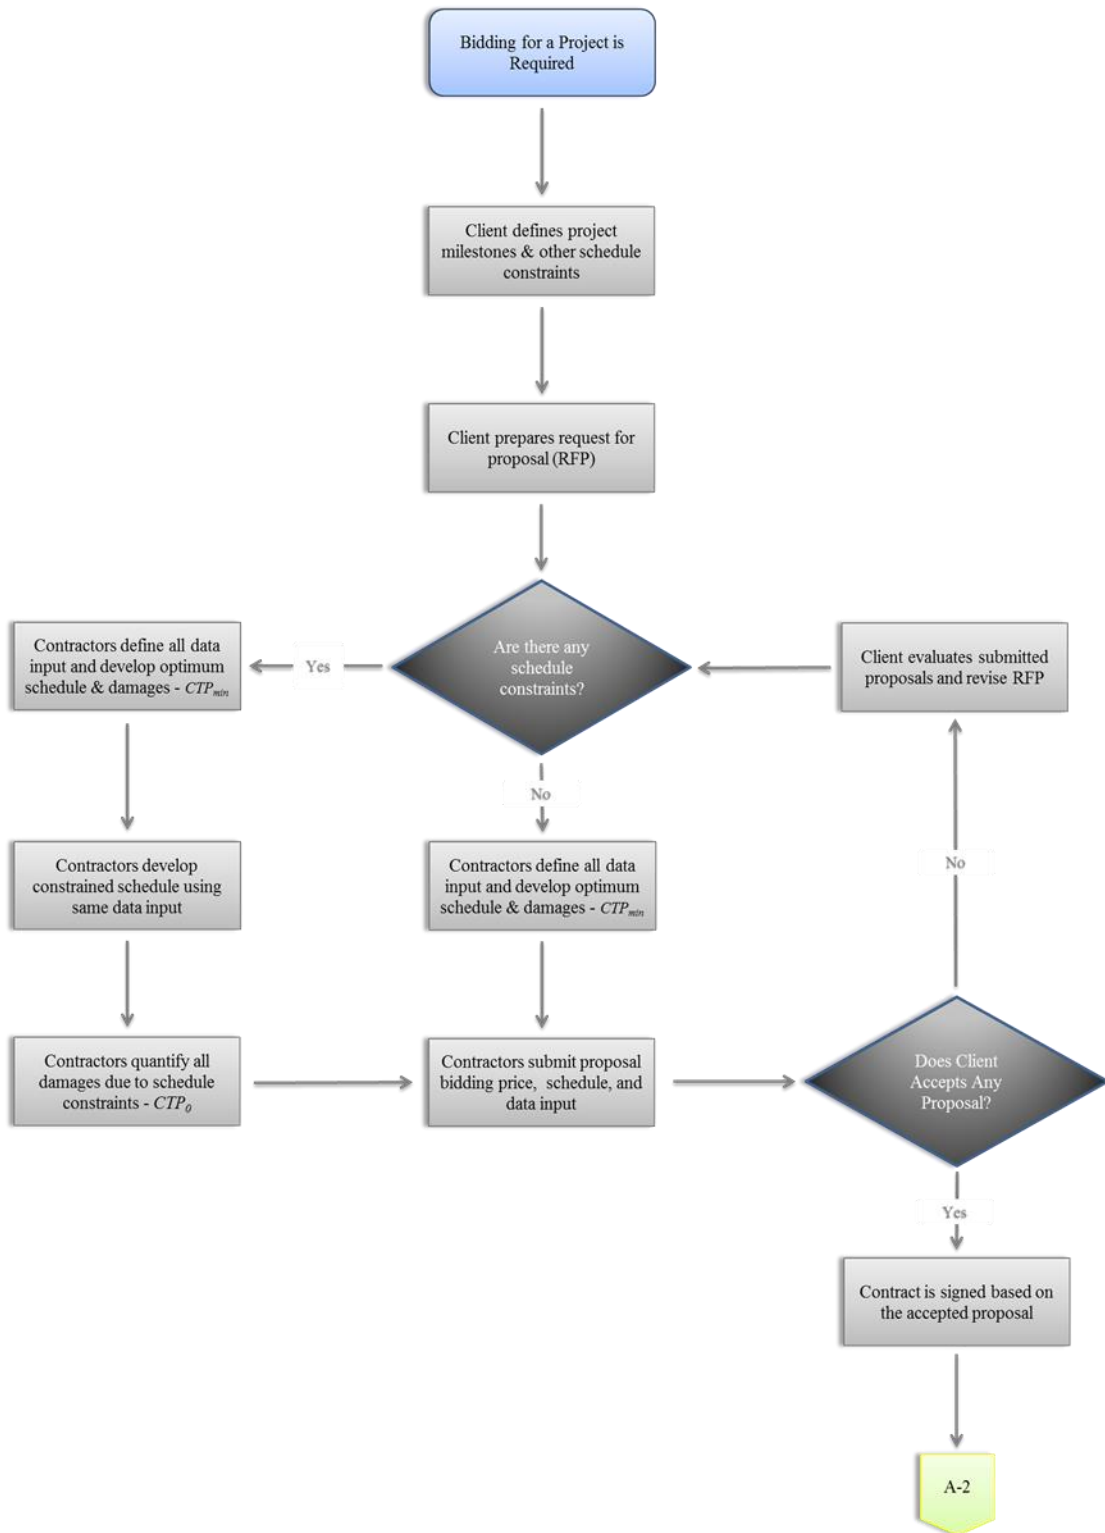 Bidding for a Project is
Required
Client defines project
milestones & other schedule
constraints
Client prepares request for
proposal (RFP)
Are there any
schedule
constraints?
Yes
Contractors define all data
input and develop optimum
schedule & damages - CTPmin
Client evaluates submitted
proposals and revise RFP
No
Contractors develop
constrained schedule using
same data input
Contractors define all data
input and develop optimum
schedule & damages - CTPmin
No
Contractors quantify all
damages due to schedule
constraints - CTP0
Contractors submit proposal
bidding price, schedule, and
data input
Does Client
Accepts Any
Proposal?
Yes
Contract is signed based on
the accepted proposal
A-2